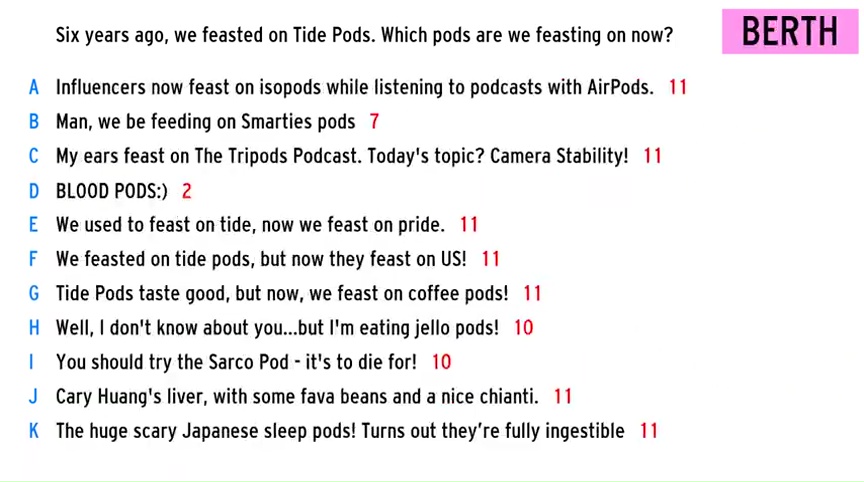 Six years ago, we feasted on Tide Pods. Which pods are we feasting on now?
BERTH
A Influencers now feast on isopods while listening to podcasts with AirPods. 11
B Man, we be feeding on Smarties pods 7
C My ears feast on The Tripods Podcast. Today's topic? Camera Stability! 11
D BLOOD PODS:) 2
E We used to feast on tide, now we feast on pride. 11
F We feasted on tide pods, but now they feast on US! 11
G Tide Pods taste good, but now, we feast on coffee pods! 11
H Well, I don't know about you...but I'm eating jello pods! 10
I You should try the Sarco Pod - it's to die for! 10
J Cary Huang's liver, with some fava beans and a nice chianti. 11
K The huge scary Japanese sleep pods! Turns out they’re fully ingestible 11